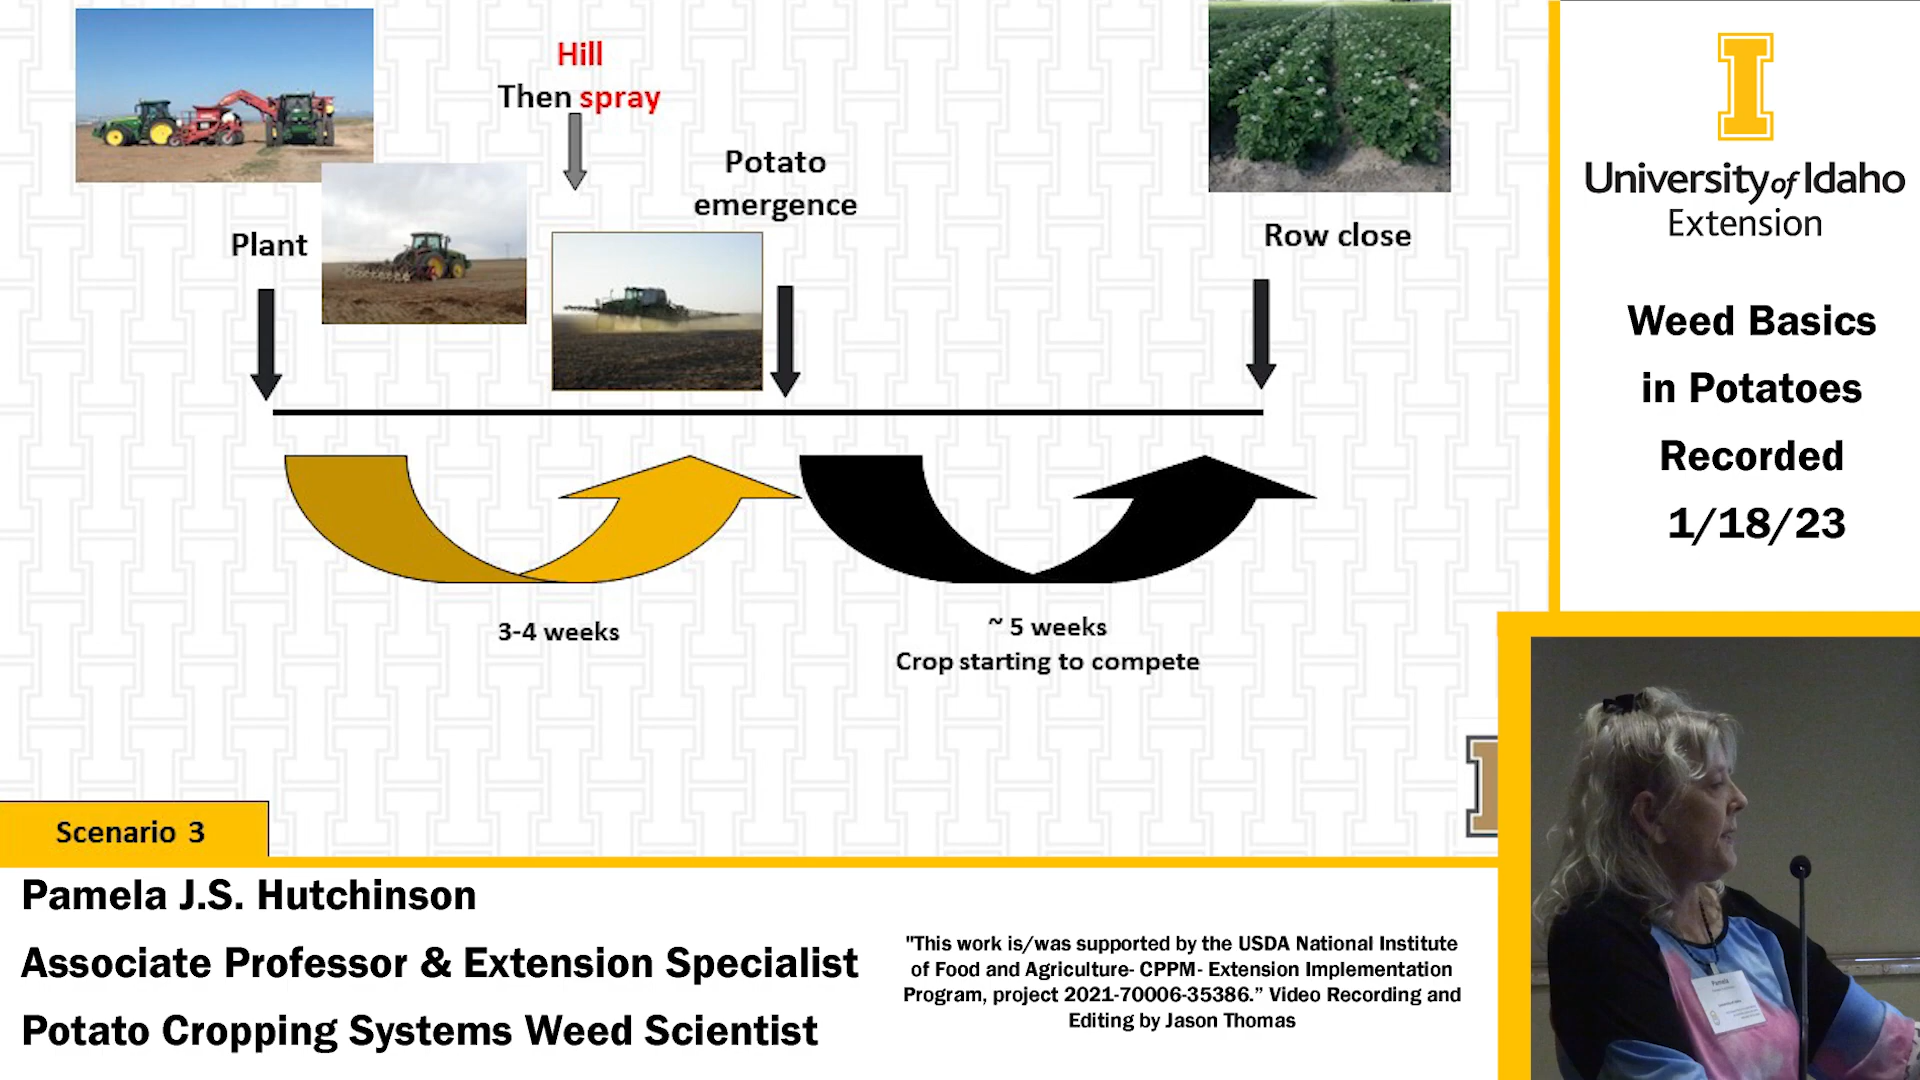 Hill
Then spray
Potato
emergence
Plant
Row close
3-4 weeks
~ 5 weeks
Crop starting to compete
Scenario 3
University of Idaho
Extension
Weed Basics
in Potatoes
Recorded
1/18/23
Pamela J.S. Hutchinson
Associate Professor & Extension Specialist
Potato Cropping Systems Weed Scientist
"This work is/was supported by the USDA National Institute
of Food and Agriculture- CPPM- Extension Implementation
Program, project 2021-70006-35386.” Video Recording and
Editing by Jason Thomas
Pamela